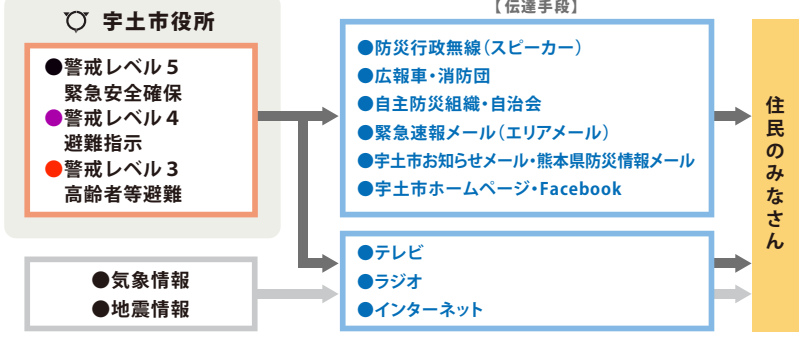 【伝達手段】
宇土市役所
●警戒レベル5
緊急安全確保
●警戒レベル4
避難指示
●警戒レベル3
高齢者等避難
●気象情報
●地震情報
●防災行政無線(スピーカー)
●広報車・消防団
●自主防災組織・自治会
●緊急速報メール(エリアメール)
●宇土市お知らせメール・熊本県防災情報メール
●宇土市ホームページ・Facebook
●テレビ
●ラジオ
●インターネット
住民のみなさん